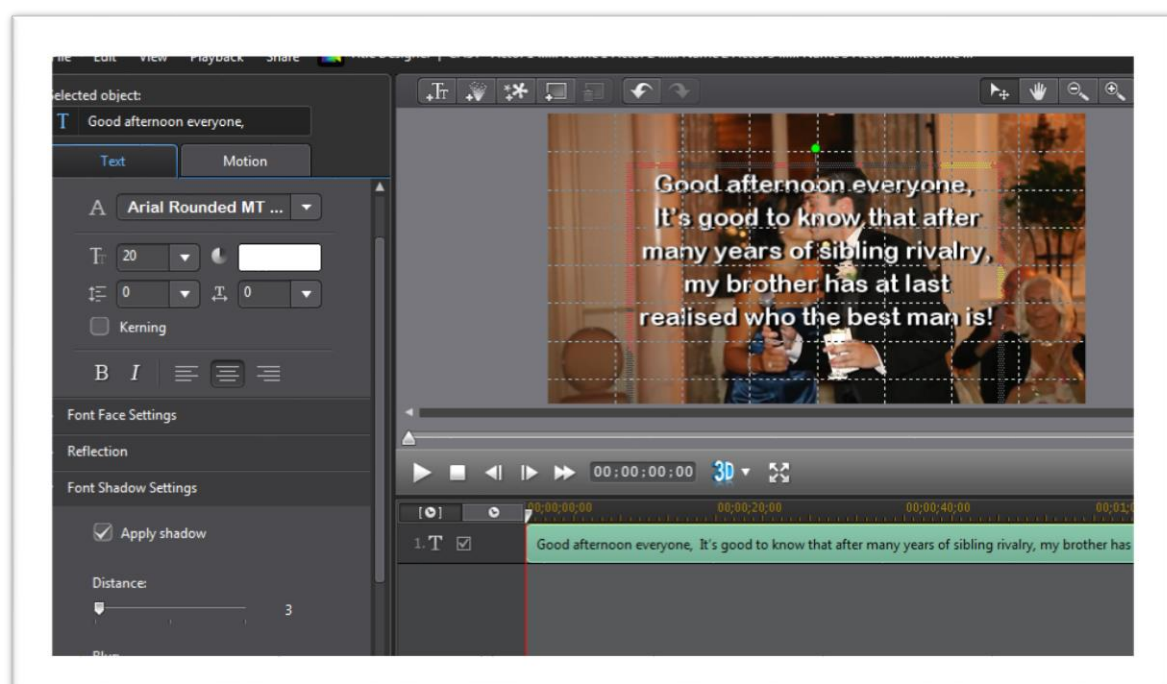 File Edit View Playback Share
Selected object:
T Good afternoon everyone,
Text Motion
A Arial Rounded MT ...
20
0 0
Kerning
B I
Font Face Settings
Reflection
Font Shadow Settings
Apply shadow
Distance:
3
Blur:
Good afternoon everyone,
It's good to know that after
many years of sibling rivalry,
my brother has at last
realised who the best man is!
00:00:00:00 3D
00;00;00;00 00;00;20;00 00;00;40;00
1. T Good afternoon everyone, It's good to know that after many years of sibling rivalry, my brother has